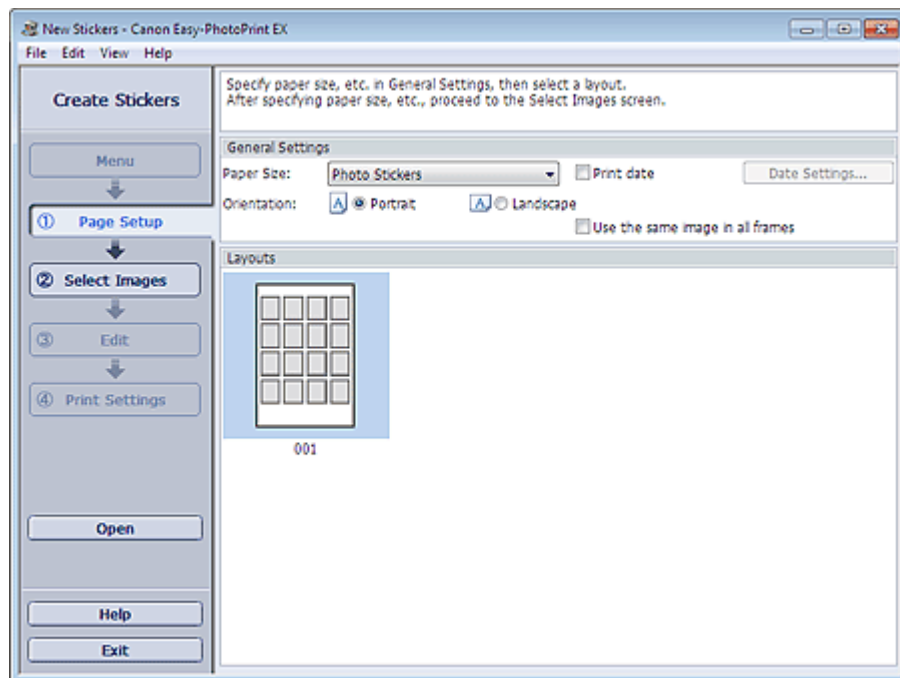 New Stickers - Canon Easy-PhotoPrint EX
File Edit View Help
Create Stickers
Specify paper size, etc. in General Settings, then select a layout.
After specifying paper size, etc., proceed to the Select Images screen.
Menu
① Page Setup
② Select Images
③ Edit
④ Print Settings
Open
Help
Exit
General Settings
Paper Size: Photo Stickers Print date Date Settings...
Orientation: A Portrait A Landscape
Use the same image in all frames
Layouts
001